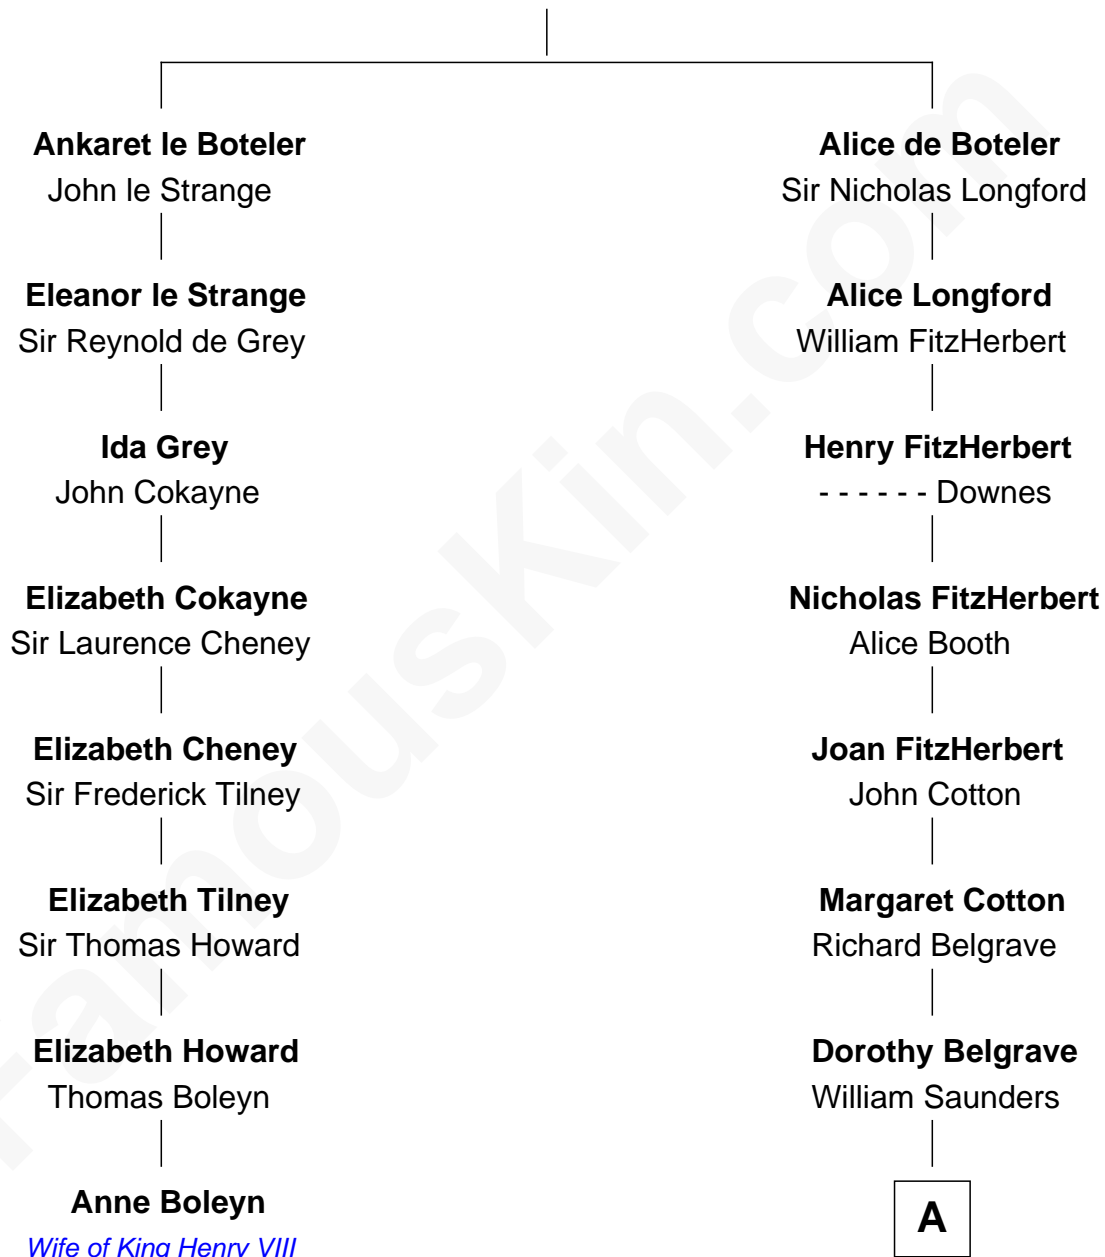 Ankaret le Boteler
John le Strange
Eleanor le Strange
Sir Reynold de Grey
Ida Grey
John Cokayne
Elizabeth Cokayne
Sir Laurence Cheney
Elizabeth Cheney
Sir Frederick Tilney
Elizabeth Tilney
Sir Thomas Howard
Elizabeth Howard
Thomas Boleyn
Anne Boleyn
Wife of King Henry VIII
Alice de Boteler
Sir Nicholas Longford
Alice Longford
William FitzHerbert
Henry FitzHerbert
- - - - - - Downes
Nicholas FitzHerbert
Alice Booth
Joan FitzHerbert
John Cotton
Margaret Cotton
Richard Belgrave
Dorothy Belgrave
William Saunders
A
FamousKin.com